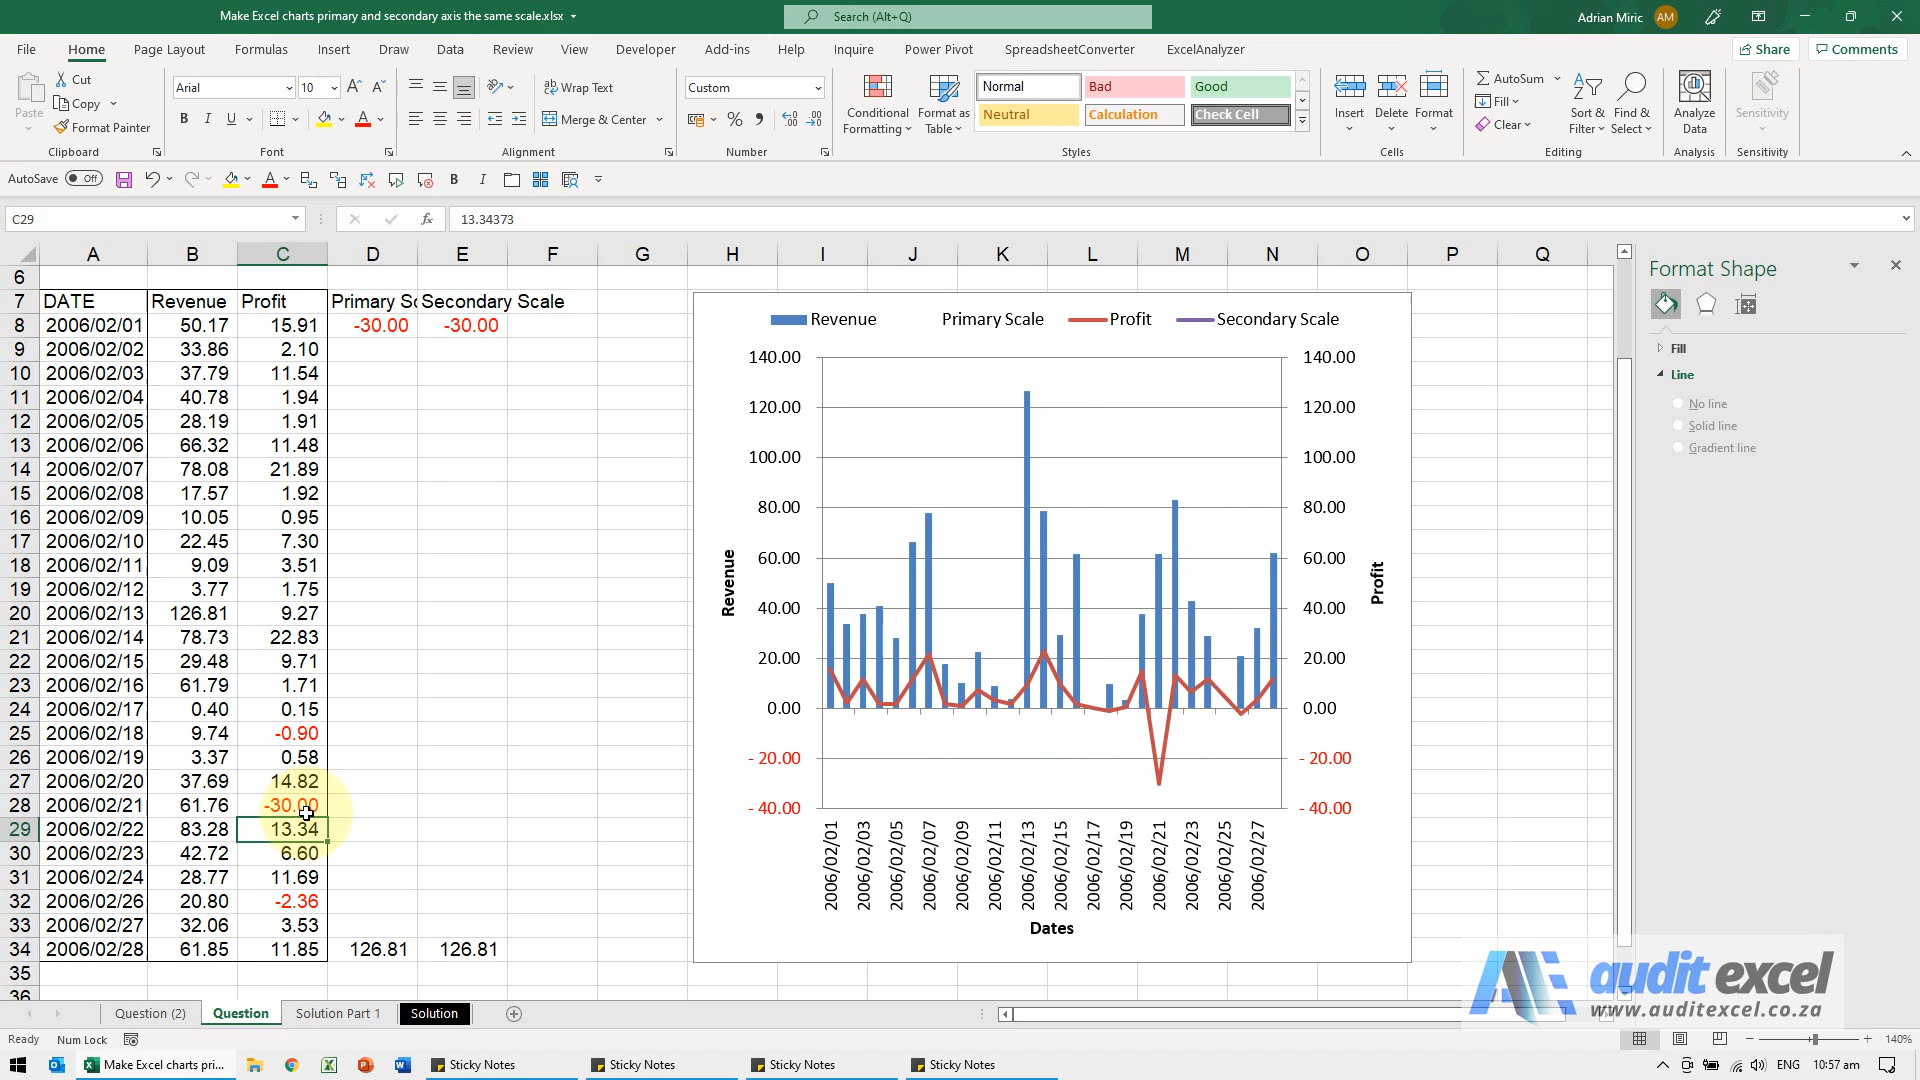 Make Excel charts primary and secondary axis the same scale.xlsx
Search (Alt+Q)
Adrian Miric AM
File Home Page Layout Formulas Insert Draw Data Review View Developer Add-ins Help Inquire Power Pivot SpreadsheetConverter ExcelAnalyzer Share Comments
Paste
Cut
Copy
Format Painter
Clipboard
Arial 10
B I U
Font
Wrap Text
Merge & Center
Alignment
Custom
Number
Conditional Formatting
Format as Table
Normal Bad Good
Neutral Calculation Check Cell
Styles
Insert Delete Format
Cells
AutoSum
Fill
Clear
Sort & Filter
Find & Select
Editing
Analyze Data
Analysis
Sensitivity
Sensitivity
AutoSave Off
B I
C29 fx 13.34373
A B C D E F G H I J K L M N O P Q
6
7 DATE Revenue Profit Primary Sc Secondary Scale
8 2006/02/01 50.17 15.91 -30.00 -30.00
9 2006/02/02 33.86 2.10
10 2006/02/03 37.79 11.54
11 2006/02/04 40.78 1.94
12 2006/02/05 28.19 1.91
13 2006/02/06 66.32 11.48
14 2006/02/07 78.08 21.89
15 2006/02/08 17.57 1.92
16 2006/02/09 10.05 0.95
17 2006/02/10 22.45 7.30
18 2006/02/11 9.09 3.51
19 2006/02/12 3.77 1.75
20 2006/02/13 126.81 9.27
21 2006/02/14 78.73 22.83
22 2006/02/15 29.48 9.71
23 2006/02/16 61.79 1.71
24 2006/02/17 0.40 0.15
25 2006/02/18 9.74 -0.90
26 2006/02/19 3.37 0.58
27 2006/02/20 37.69 14.82
28 2006/02/21 61.76 -30.00
29 2006/02/22 83.28 13.34
30 2006/02/23 42.72 6.60
31 2006/02/24 28.77 11.69
32 2006/02/26 20.80 -2.36
33 2006/02/27 32.06 3.53
34 2006/02/28 61.85 11.85 126.81 126.81
35
36
Revenue Primary Scale Profit Secondary Scale
140.00 140.00
120.00 120.00
100.00 100.00
80.00 80.00
60.00 60.00
40.00 40.00
20.00 20.00
0.00 0.00
- 20.00 - 20.00
- 40.00 - 40.00
Revenue
Profit
2006/02/01 2006/02/03 2006/02/05 2006/02/07 2006/02/09 2006/02/11 2006/02/13 2006/02/15 2006/02/17 2006/02/19 2006/02/21 2006/02/23 2006/02/25 2006/02/27
Dates
Format Shape
Fill
Line
No line
Solid line
Gradient line
audit excel
www.auditexcel.co.za
Question (2) Question Solution Part 1 Solution
Ready Num Lock 140%
Make Excel charts pri... Sticky Notes Sticky Notes Sticky Notes Sticky Notes ENG 10:57 am